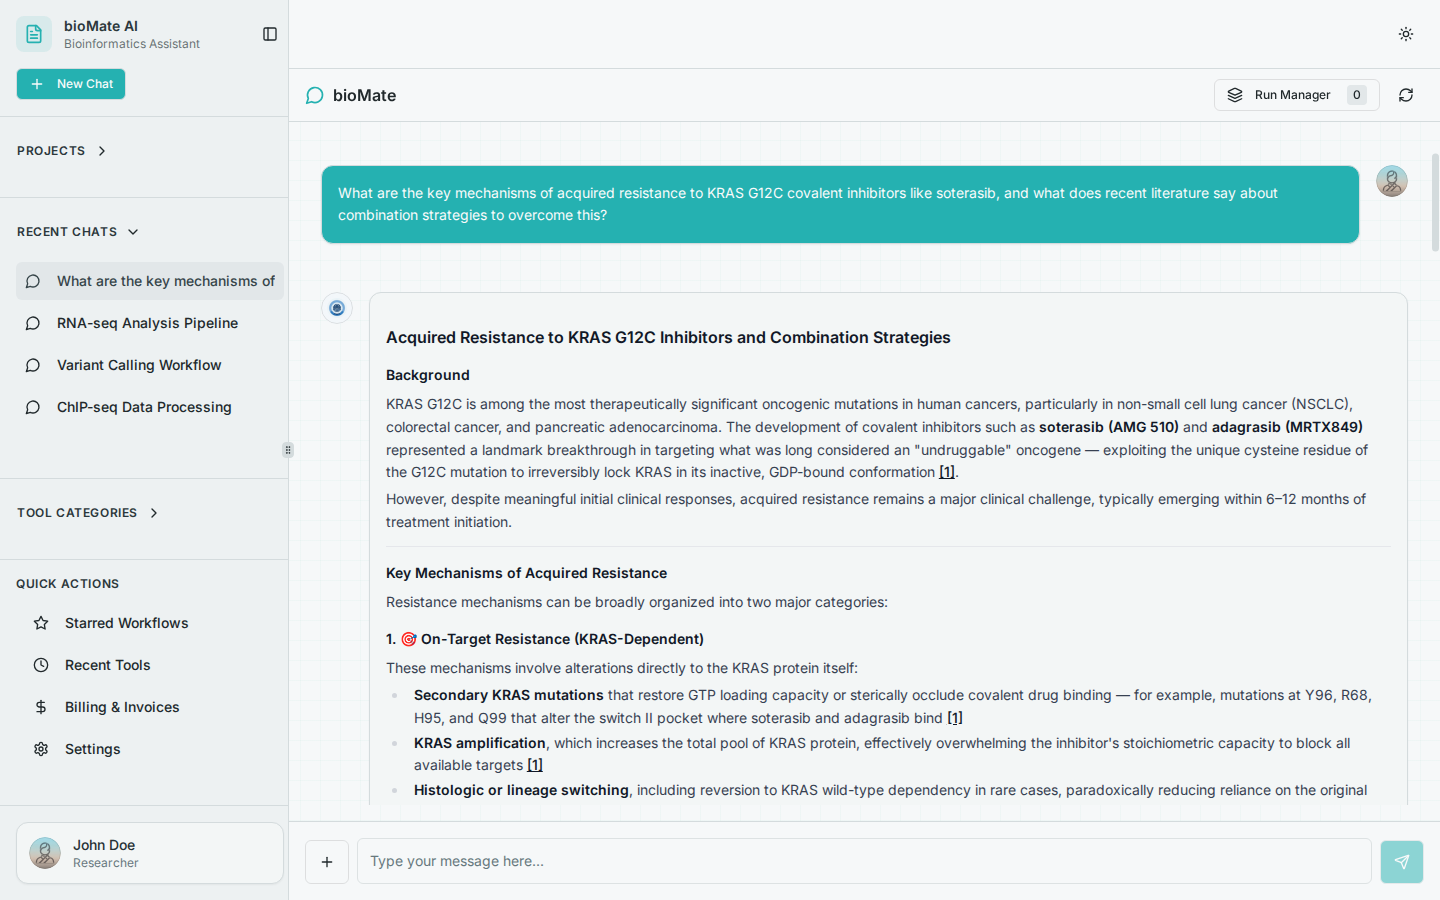 bioMate AI
Bioinformatics Assistant
New Chat
PROJECTS
RECENT CHATS
What are the key mechanisms of
RNA-seq Analysis Pipeline
Variant Calling Workflow
ChIP-seq Data Processing
TOOL CATEGORIES
QUICK ACTIONS
Starred Workflows
Recent Tools
Billing & Invoices
Settings
John Doe
Researcher
bioMate
Run Manager 0
What are the key mechanisms of acquired resistance to KRAS G12C covalent inhibitors like soterasib, and what does recent literature say about
combination strategies to overcome this?
Acquired Resistance to KRAS G12C Inhibitors and Combination Strategies
Background
KRAS G12C is among the most therapeutically significant oncogenic mutations in human cancers, particularly in non-small cell lung cancer (NSCLC),
colorectal cancer, and pancreatic adenocarcinoma. The development of covalent inhibitors such as soterasib (AMG 510) and adagrasib (MRTX849)
represented a landmark breakthrough in targeting what was long considered an "undruggable" oncogene — exploiting the unique cysteine residue of
the G12C mutation to irreversibly lock KRAS in its inactive, GDP-bound conformation [1].
However, despite meaningful initial clinical responses, acquired resistance remains a major clinical challenge, typically emerging within 6–12 months of
treatment initiation.
Key Mechanisms of Acquired Resistance
Resistance mechanisms can be broadly organized into two major categories:
1. 🎯 On-Target Resistance (KRAS-Dependent)
These mechanisms involve alterations directly to the KRAS protein itself:
Secondary KRAS mutations that restore GTP loading capacity or sterically occlude covalent drug binding — for example, mutations at Y96, R68,
H95, and Q99 that alter the switch II pocket where soterasib and adagrasib bind [1]
KRAS amplification, which increases the total pool of KRAS protein, effectively overwhelming the inhibitor's stoichiometric capacity to block all
available targets [1]
Histologic or lineage switching, including reversion to KRAS wild-type dependency in rare cases, paradoxically reducing reliance on the original
Type your message here...